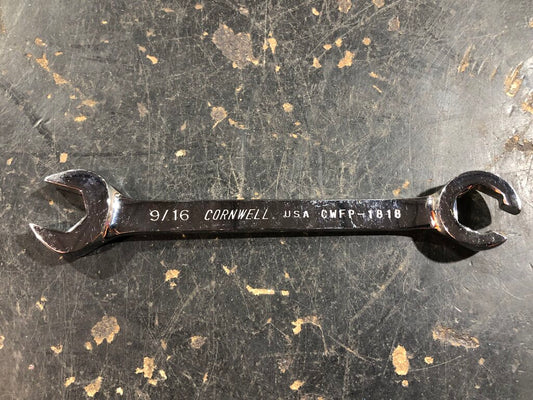 9/16 CORNWELL USA CWFP-1818